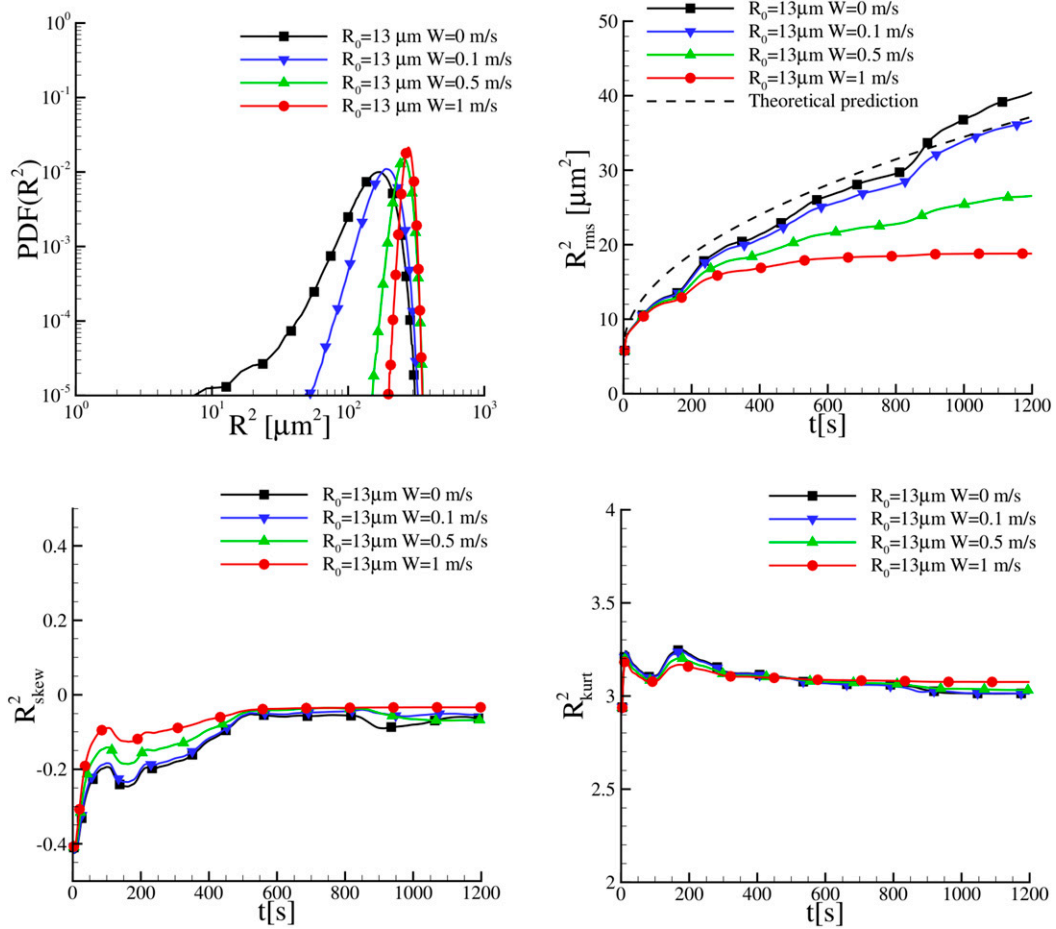 10⁰
10⁻¹
10⁻²
10⁻³
10⁻⁴
10⁻⁵
PDF(R²)
R₀=13 μm W=0 m/s
R₀=13 μm W=0.1 m/s
R₀=13 μm W=0.5 m/s
R₀=13 μm W=1 m/s
10⁰ 10¹ 10² 10³
R² [μm²]
50
40
30
20
10
0
R²rms [μm²]
R₀=13μm W=0 m/s
R₀=13μm W=0.1 m/s
R₀=13μm W=0.5 m/s
R₀=13μm W=1 m/s
Theoretical prediction
0 200 400 600 800 1000 1200
t[s]
0.4
0.2
0
-0.2
-0.4
R²skew
R₀=13μm W=0 m/s
R₀=13μm W=0.1 m/s
R₀=13μm W=0.5 m/s
R₀=13μm W=1 m/s
0 200 400 600 800 1000 1200
t[s]
4
3.5
3
2.5
2
R²kurt
R₀=13μm W=0 m/s
R₀=13μm W=0.1 m/s
R₀=13μm W=0.5 m/s
R₀=13μm W=1 m/s
0 200 400 600 800 1000 1200
t[s]